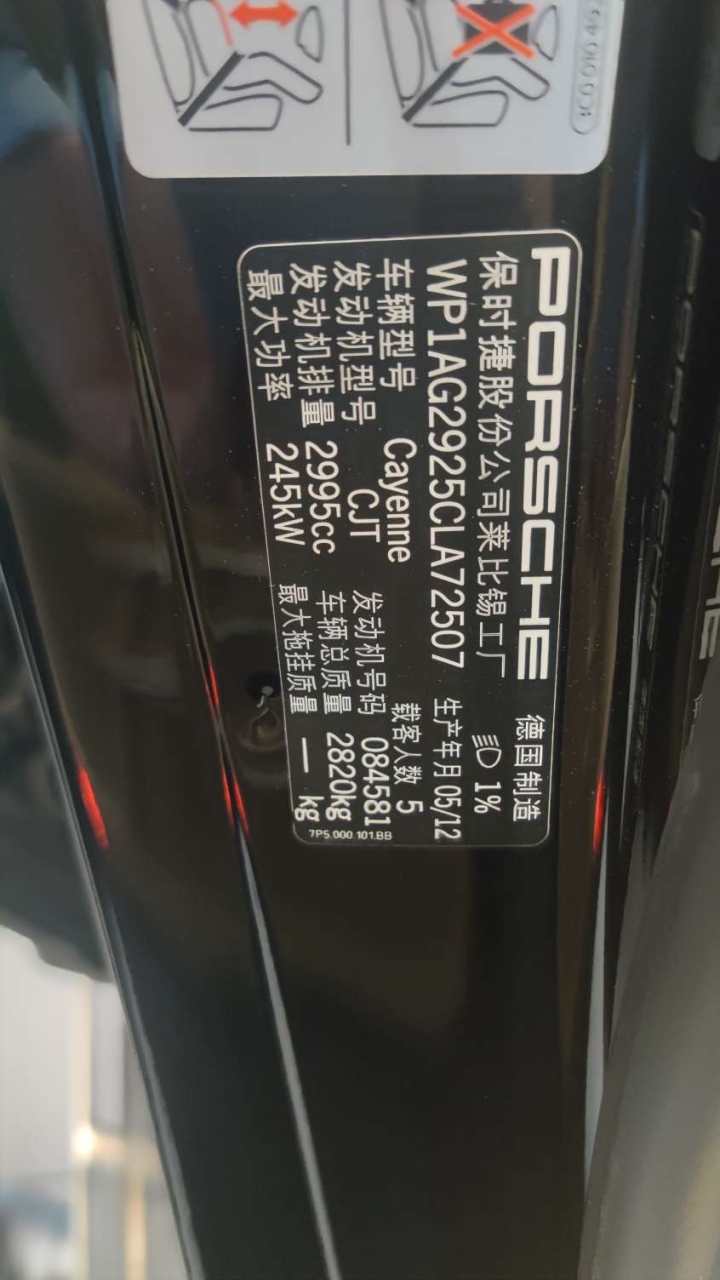 PORSCHE 德国制造
保时捷股份公司莱比锡工厂 1%
WP1AG2925CLA72507 生产年月 05/12
车辆型号 Cayenne 载客人数 5
发动机型号 CJT 发动机号码 084581
发动机排量 2995cc 车辆总质量 2820kg
最大功率 245kW 最大拖挂质量 — kg
7P5.000.101.BB